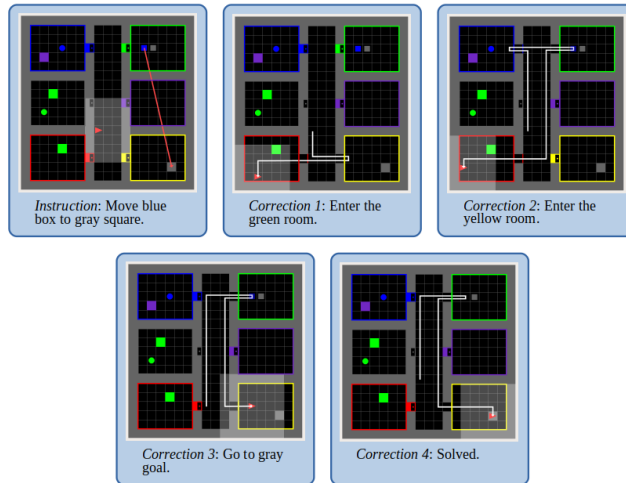 Instruction: Move blue
box to gray square.
Correction 1: Enter the
green room.
Correction 2: Enter the
yellow room.
Correction 3: Go to gray
goal.
Correction 4: Solved.